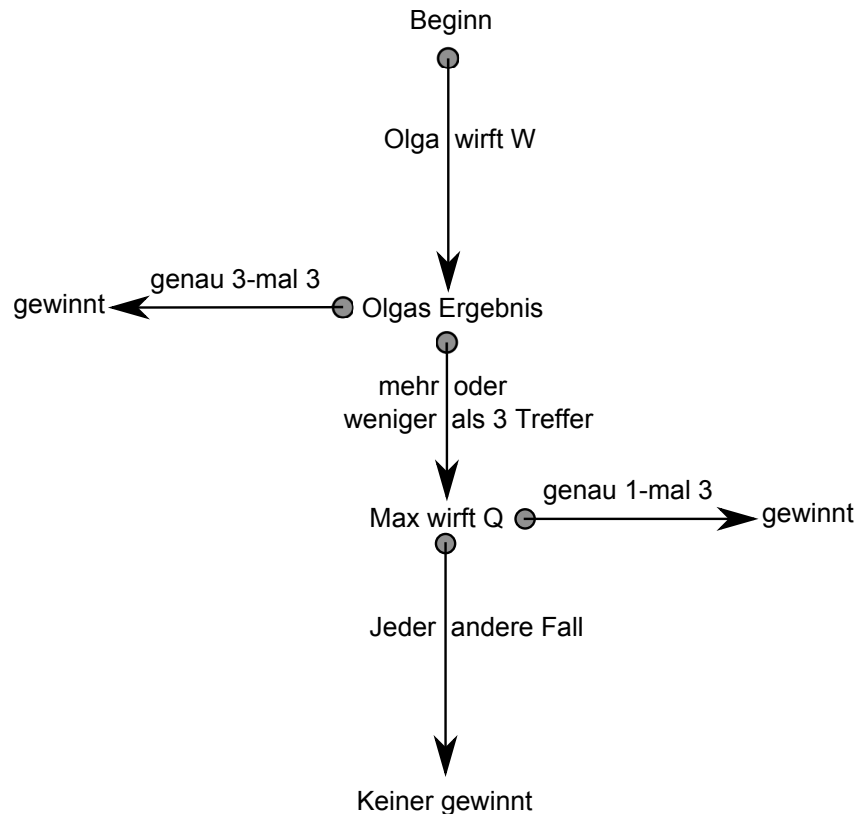 Beginn
Olga wirft W
genau 3-mal 3
gewinnt
Olgas Ergebnis
mehr oder
weniger als 3 Treffer
genau 1-mal 3
Max wirft Q
gewinnt
Jeder andere Fall
Keiner gewinnt